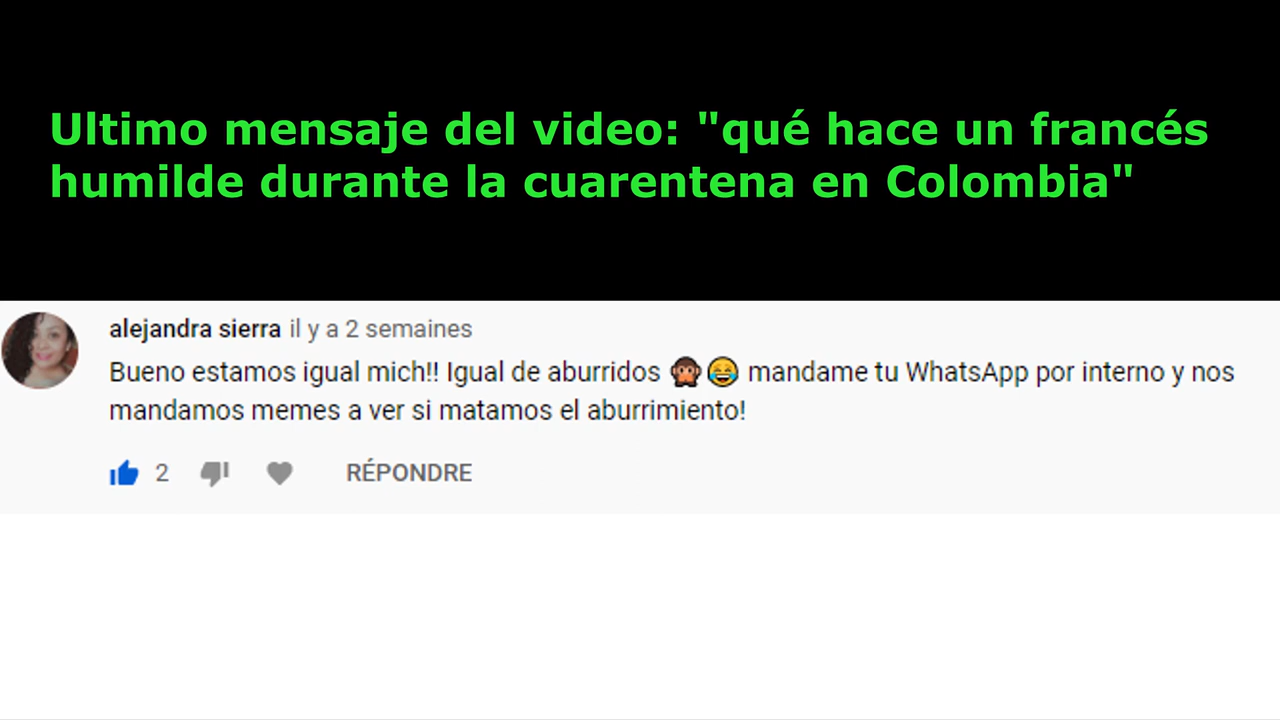 Ultimo mensaje del video: "qué hace un francés
humilde durante la cuarentena en Colombia"
alejandra sierra il y a 2 semaines
Bueno estamos igual mich!! Igual de aburridos 🙊😂 mandame tu WhatsApp por interno y nos
mandamos memes a ver si matamos el aburrimiento!
2 RÉPONDRE